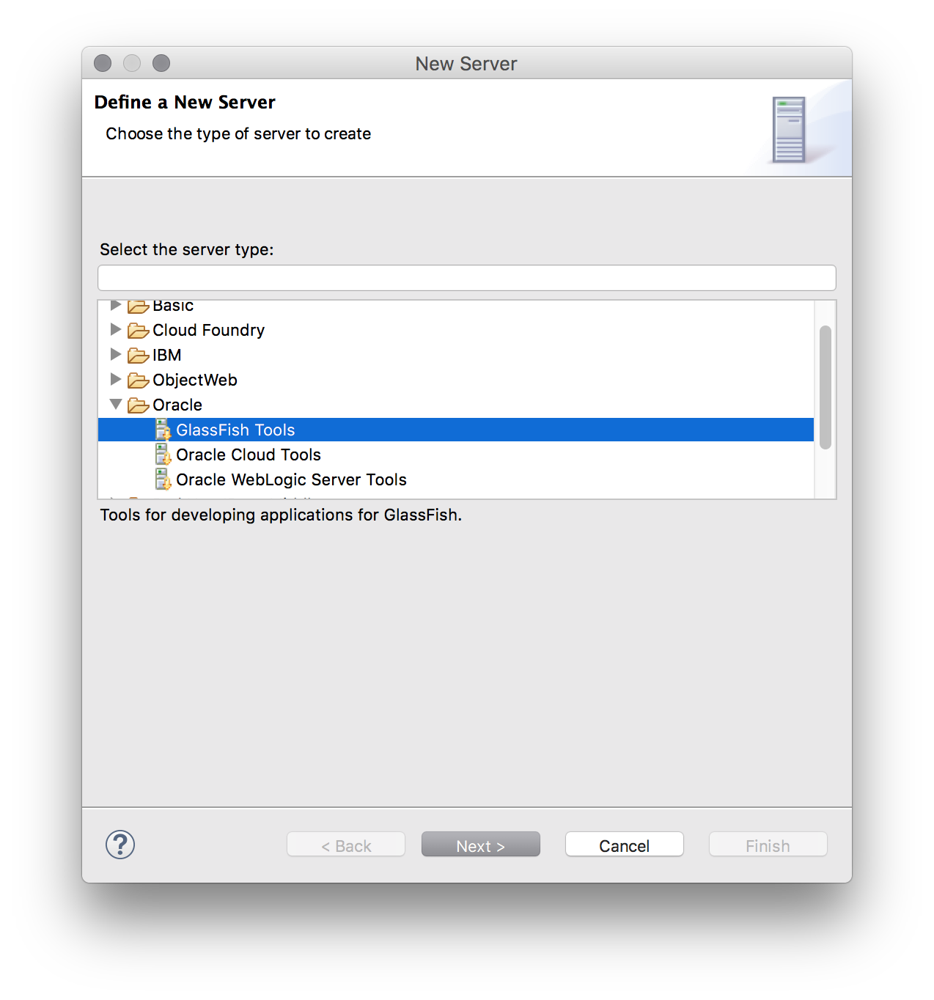 New Server
Define a New Server
Choose the type of server to create
Select the server type:
Basic
Cloud Foundry
IBM
ObjectWeb
Oracle
GlassFish Tools
Oracle Cloud Tools
Oracle WebLogic Server Tools
Tools for developing applications for GlassFish.
?
< Back
Next >
Cancel
Finish